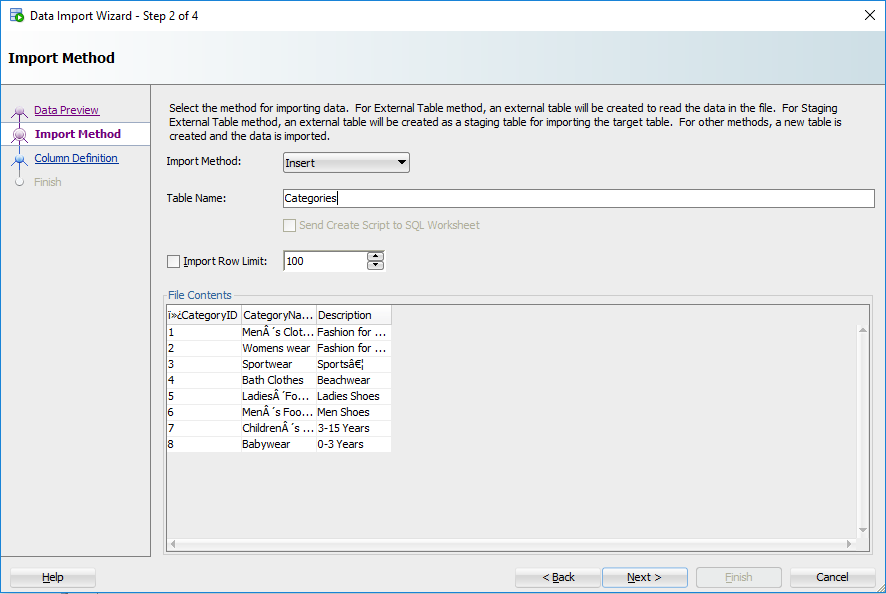 Data Import Wizard - Step 2 of 4
Import Method
Data Preview
Import Method
Column Definition
Finish
Select the method for importing data. For External Table method, an external table will be created to read the data in the file. For Staging
External Table method, an external table will be created as a staging table for importing the target table. For other methods, a new table is
created and the data is imported.
Import Method: Insert
Table Name: Categories
Send Create Script to SQL Worksheet
Import Row Limit: 100
File Contents
ï»¿CategoryID CategoryNa... Description
1 MenÂ´s Clot... Fashion for ...
2 Womens wear Fashion for ...
3 Sportwear Sportsâ€¦
4 Bath Clothes Beachwear
5 LadiesÂ´Fo... Ladies Shoes
6 MenÂ´s Foo... Men Shoes
7 ChildrenÂ´s ... 3-15 Years
8 Babywear 0-3 Years
Help < Back Next > Finish Cancel